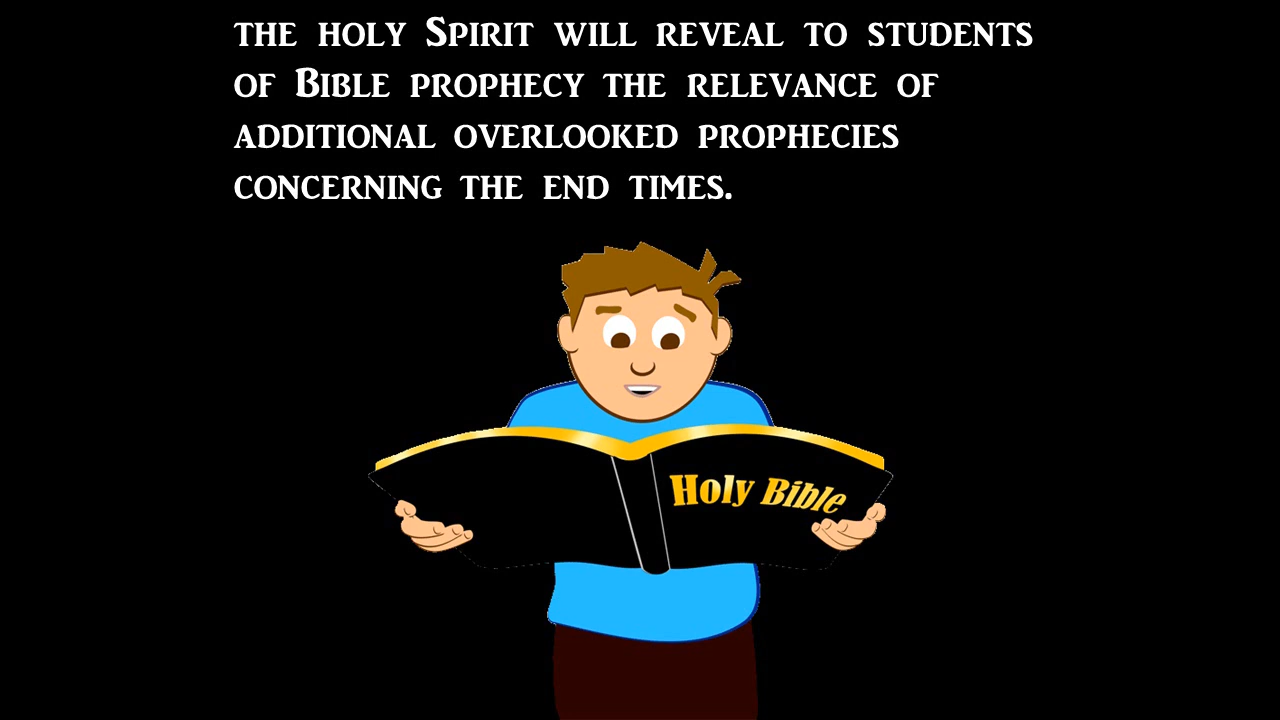 the holy Spirit will reveal to students
of Bible prophecy the relevance of
additional overlooked prophecies
concerning the end times.
Holy Bible